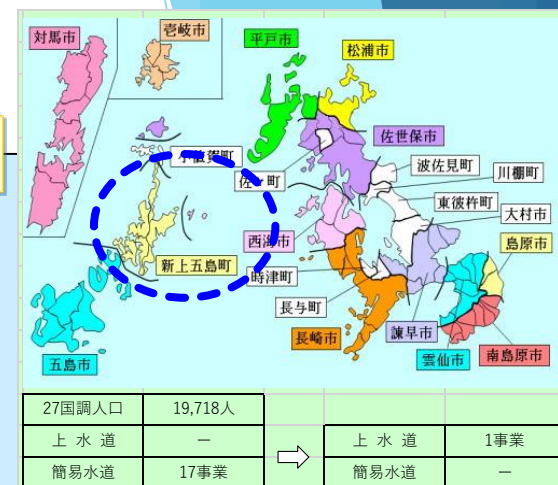 対馬市
壱岐市
平戸市
松浦市
小値賀町
佐世保市
佐々町
波佐見町
川棚町
東彼杵町
大村市
西海市
島原市
新上五島町
時津町
長与町
長崎市
諫早市
五島市
雲仙市
南島原市
27国調人口 19,718人
上 水 道 － 上 水 道 1事業
簡易水道 17事業 簡易水道 －